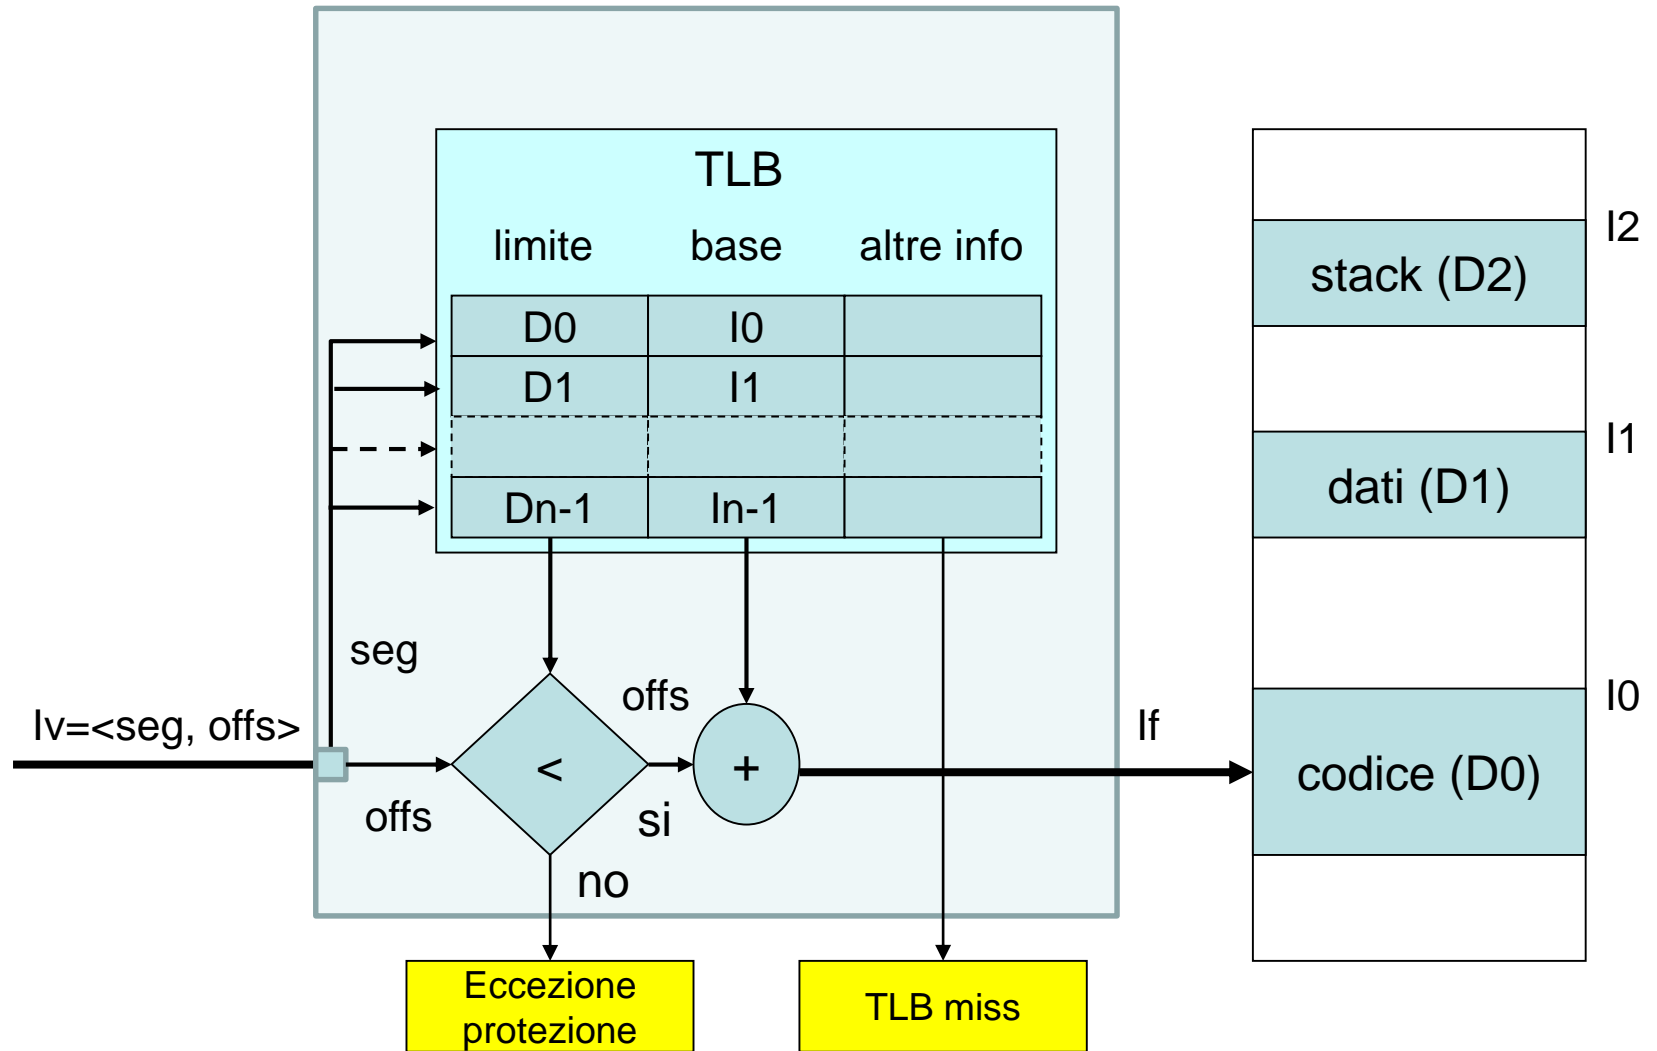 TLB
limite base altre info
D0 I0
D1 I1
Dn-1 In-1
seg
Iv=<seg, offs>
offs
<
offs
si
+
no
If
Eccezione
protezione
TLB miss
I2
stack (D2)
I1
dati (D1)
I0
codice (D0)